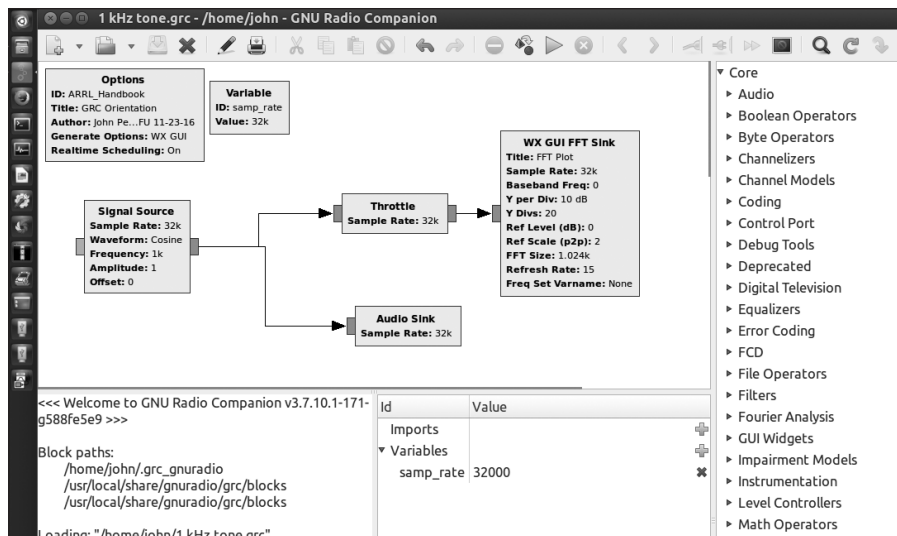 1 kHz tone.grc - /home/john - GNU Radio Companion
Options
ID: ARRL_Handbook
Title: GRC Orientation
Author: John Pe...FU 11-23-16
Generate Options: WX GUI
Realtime Scheduling: On
Variable
ID: samp_rate
Value: 32k
Signal Source
Sample Rate: 32k
Waveform: Cosine
Frequency: 1k
Amplitude: 1
Offset: 0
Throttle
Sample Rate: 32k
Audio Sink
Sample Rate: 32k
WX GUI FFT Sink
Title: FFT Plot
Sample Rate: 32k
Baseband Freq: 0
Y per Div: 10 dB
Y Divs: 20
Ref Level (dB): 0
Ref Scale (p2p): 2
FFT Size: 1.024k
Refresh Rate: 15
Freq Set Varname: None
Core
Audio
Boolean Operators
Byte Operators
Channelizers
Channel Models
Coding
Control Port
Debug Tools
Deprecated
Digital Television
Equalizers
Error Coding
FCD
File Operators
Filters
Fourier Analysis
GUI Widgets
Impairment Models
Instrumentation
Level Controllers
Math Operators
<<< Welcome to GNU Radio Companion v3.7.10.1-171-
g588fe5e9 >>>
Block paths:
/home/john/.grc_gnuradio
/usr/local/share/gnuradio/grc/blocks
/usr/local/share/gnuradio/grc/blocks
Loading: "/home/john/1 kHz tone.grc"
Id Value
Imports
Variables
samp_rate 32000